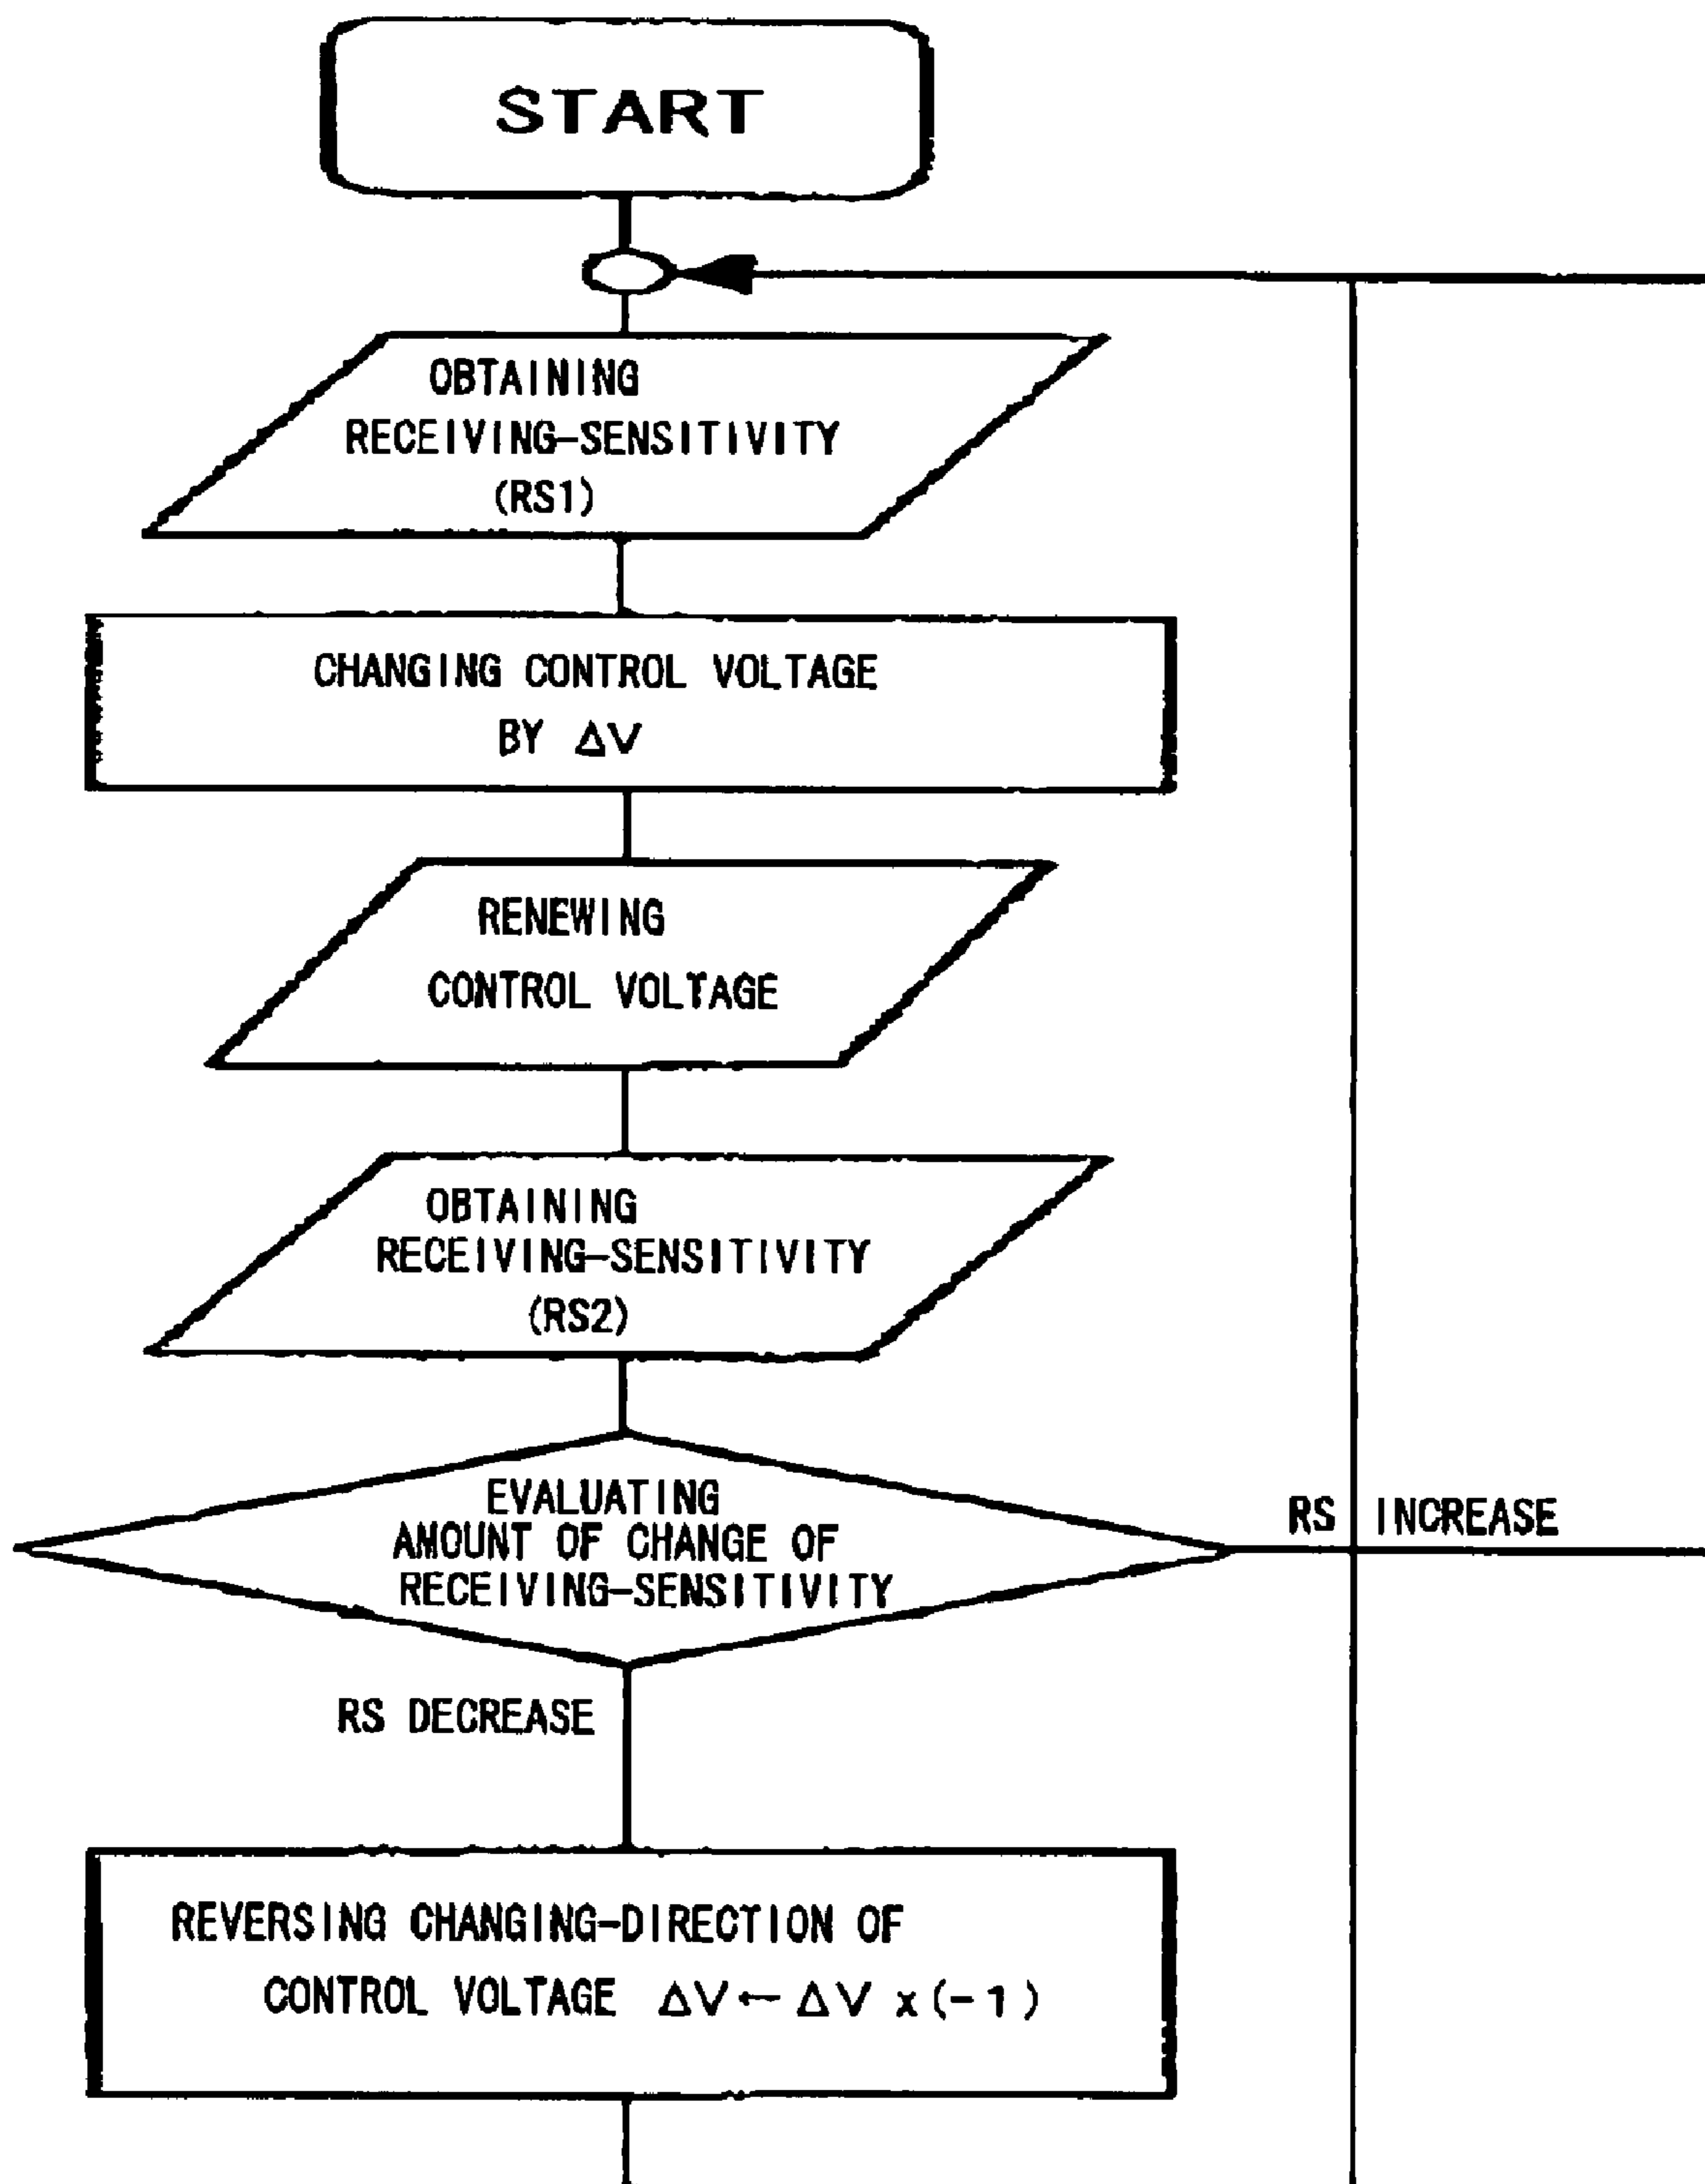 START
OBTAINING
RECEIVING-SENSITIVITY
(RS1)
CHANGING CONTROL VOLTAGE
BY ΔV
RENEWING
CONTROL VOLTAGE
OBTAINING
RECEIVING-SENSITIVITY
(RS2)
EVALUATING
AMOUNT OF CHANGE OF
RECEIVING-SENSITIVITY
RS INCREASE
RS DECREASE
REVERSING CHANGING-DIRECTION OF
CONTROL VOLTAGE ΔV←ΔV x(-1)